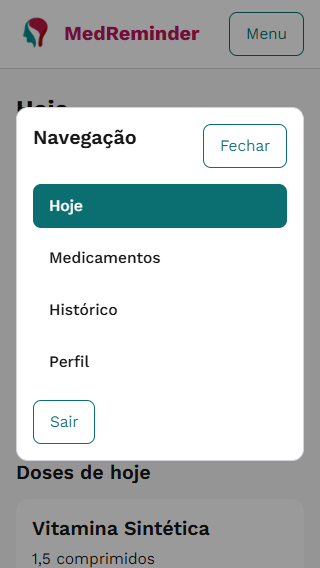 MedReminder
Menu
Hoje
Navegação
Fechar
Hoje
Medicamentos
Histórico
Perfil
Sair
Doses de hoje
Vitamina Sintética
1,5 comprimidos